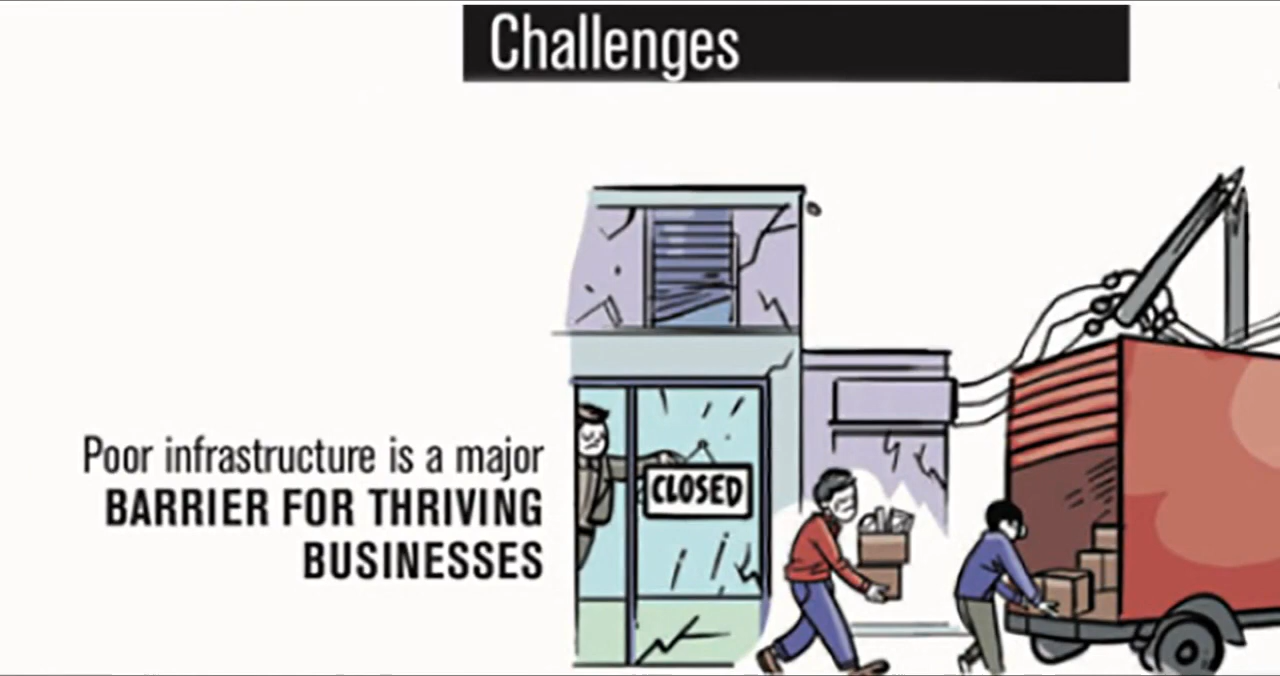 Challenges
Poor infrastructure is a major
BARRIER FOR THRIVING
BUSINESSES
CLOSED